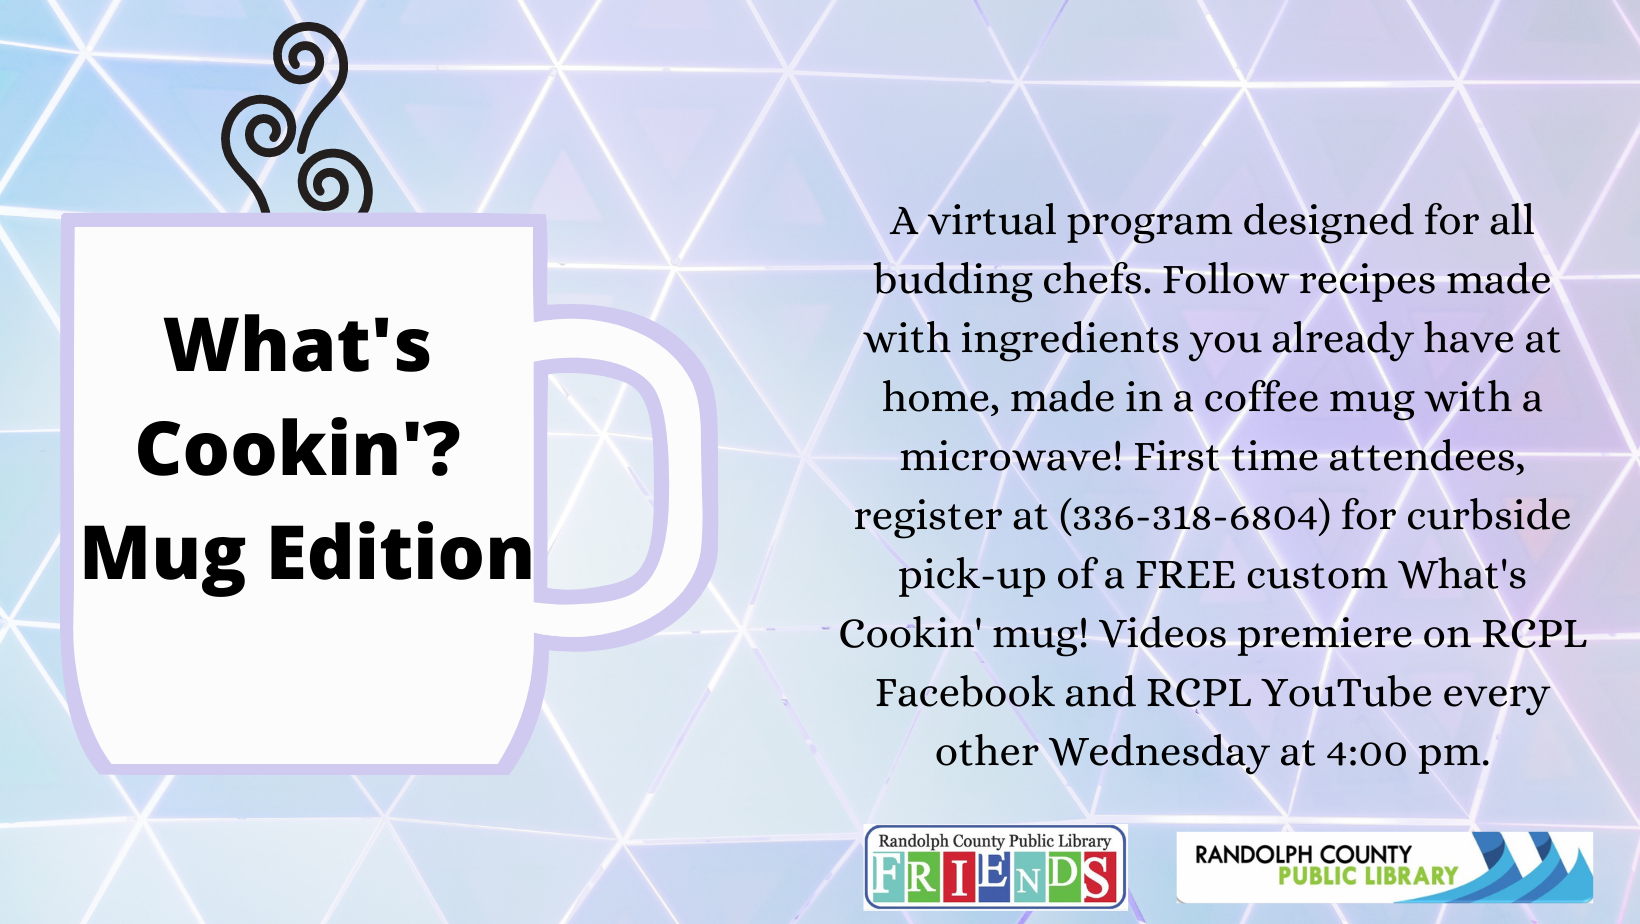 What's
Cookin'?
Mug Edition
A virtual program designed for all
budding chefs. Follow recipes made
with ingredients you already have at
home, made in a coffee mug with a
microwave! First time attendees,
register at (336-318-6804) for curbside
pick-up of a FREE custom What's
Cookin' mug! Videos premiere on RCPL
Facebook and RCPL YouTube every
other Wednesday at 4:00 pm.
Randolph County Public Library
FRIENDS
RANDOLPH COUNTY
PUBLIC LIBRARY